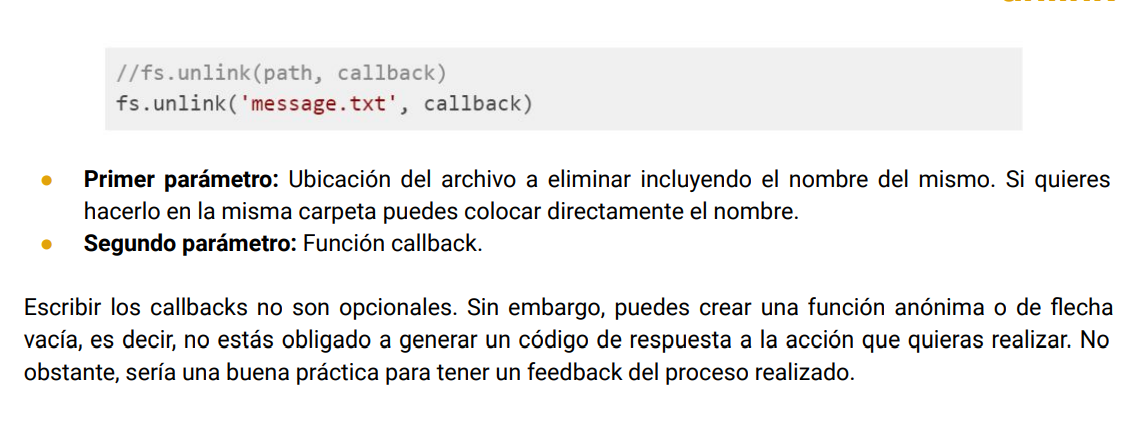 //fs.unlink(path, callback)
fs.unlink('message.txt', callback)
● Primer parámetro: Ubicación del archivo a eliminar incluyendo el nombre del mismo. Si quieres
hacerlo en la misma carpeta puedes colocar directamente el nombre.
● Segundo parámetro: Función callback.
Escribir los callbacks no son opcionales. Sin embargo, puedes crear una función anónima o de flecha
vacía, es decir, no estás obligado a generar un código de respuesta a la acción que quieras realizar. No
obstante, sería una buena práctica para tener un feedback del proceso realizado.